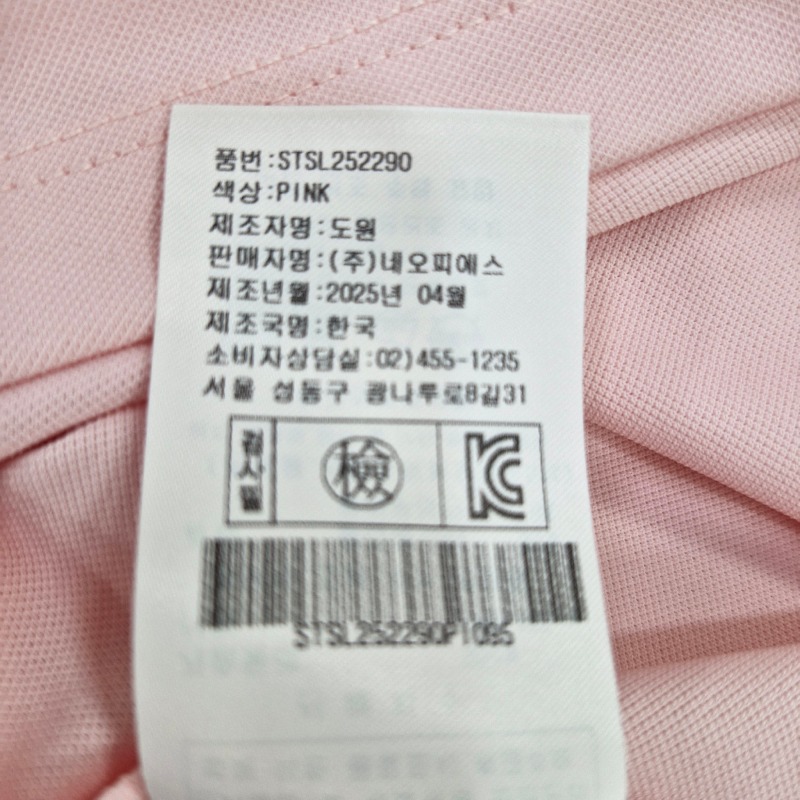 품번:STSL252290
색상:PINK
제조자명:도원
판매자명:(주)네오피에스
제조년월:2025년 04월
제조국명:한국
소비자상담실:02)455-1235
서울 성동구 광나루로8길31
검사필
檢
KC
STSL252290PI095